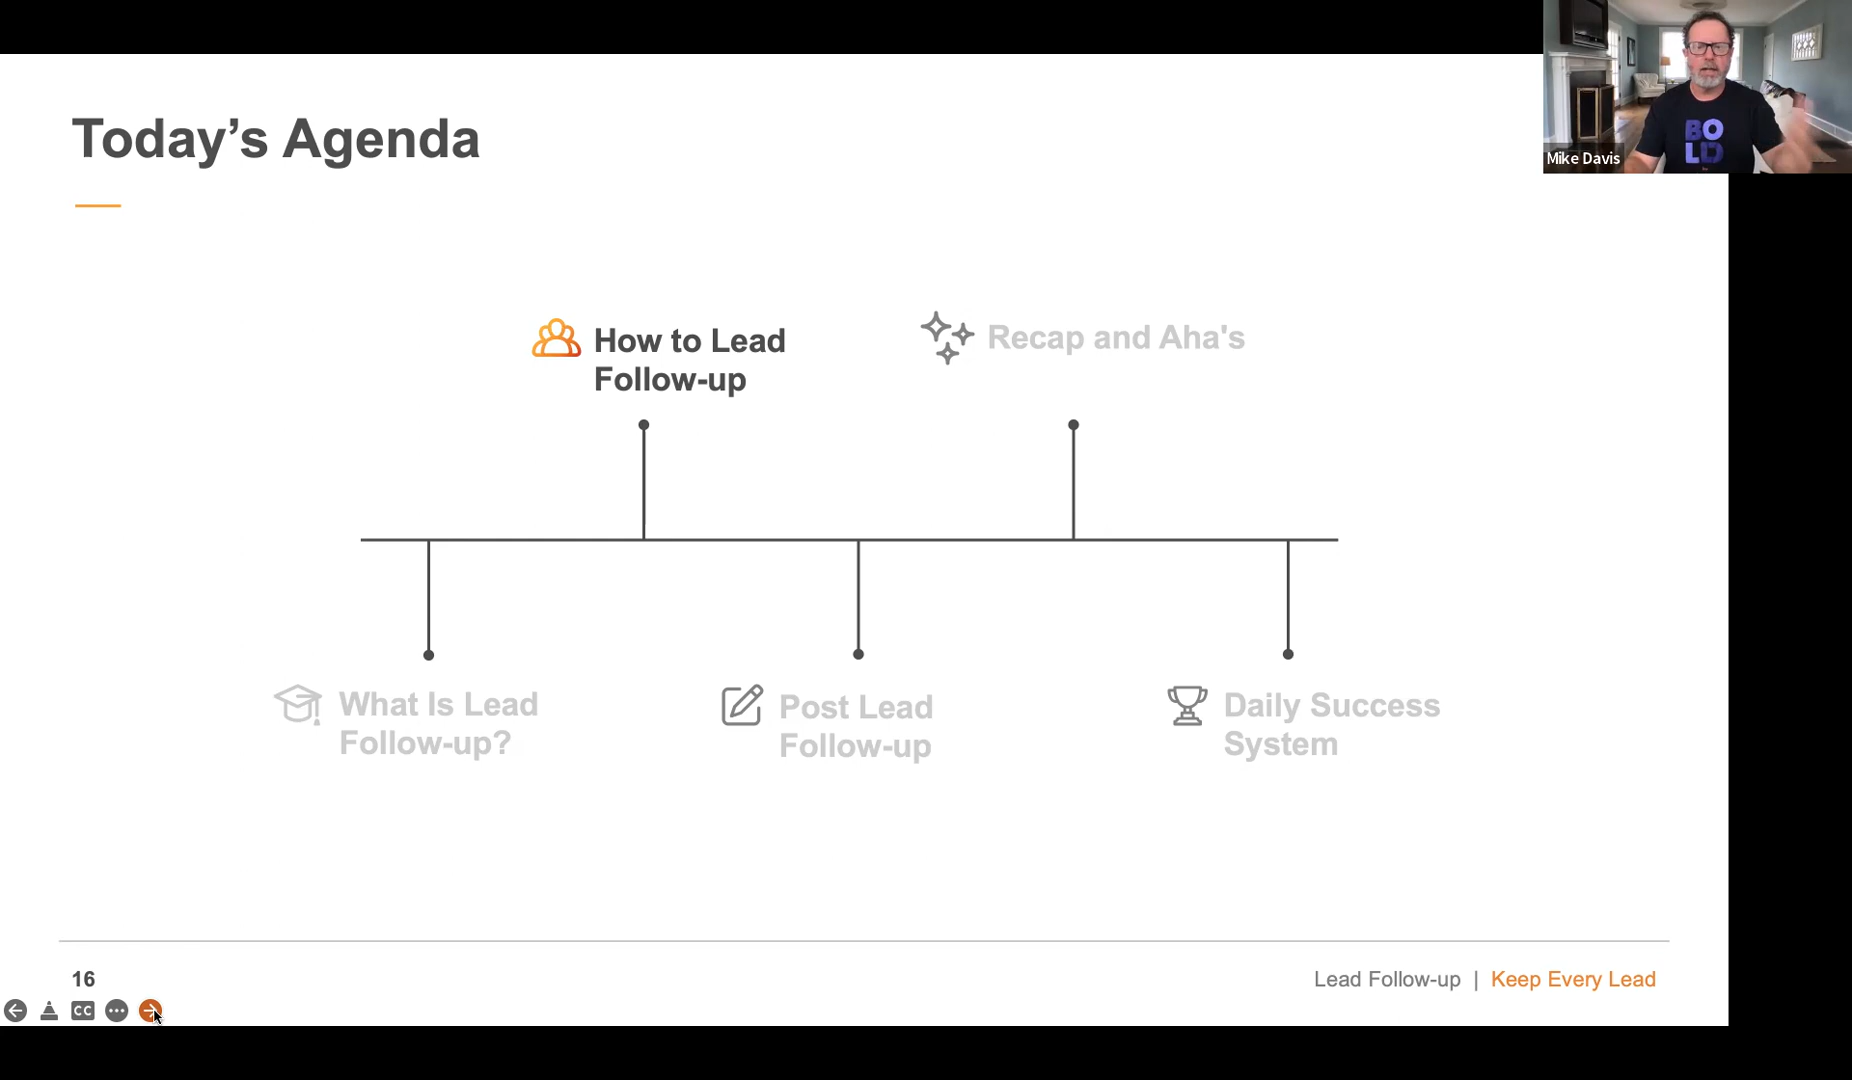 Today’s Agenda
BO
LD
Mike Davis
How to Lead
Follow-up
Recap and Aha's
What Is Lead
Follow-up?
Post Lead
Follow-up
Daily Success
System
16
Lead Follow-up | Keep Every Lead
CC